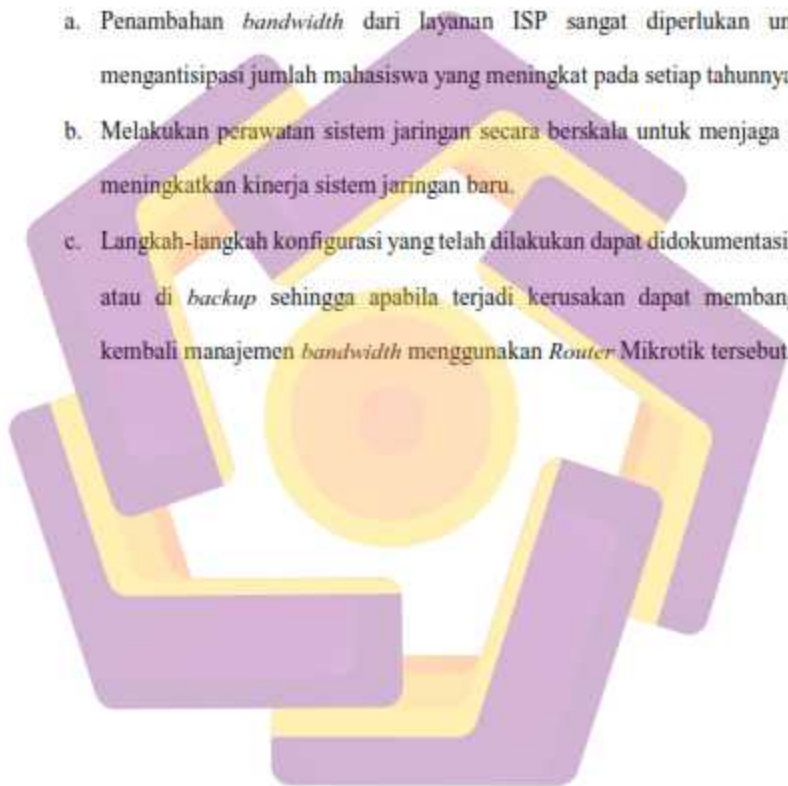 a. Penambahan bandwidth dari layanan ISP sangat diperlukan un
mengantisipasi jumlah mahasiswa yang meningkat pada setiap tahunnya
b. Melakukan perawatan sistem jaringan secara berskala untuk menjaga
meningkatkan kinerja sistem jaringan baru.
c. Langkah-langkah konfigurasi yang telah dilakukan dapat didokumentasi
atau di backup sehingga apabila terjadi kerusakan dapat membang
kembali manajemen bandwidth menggunakan Router Mikrotik tersebut